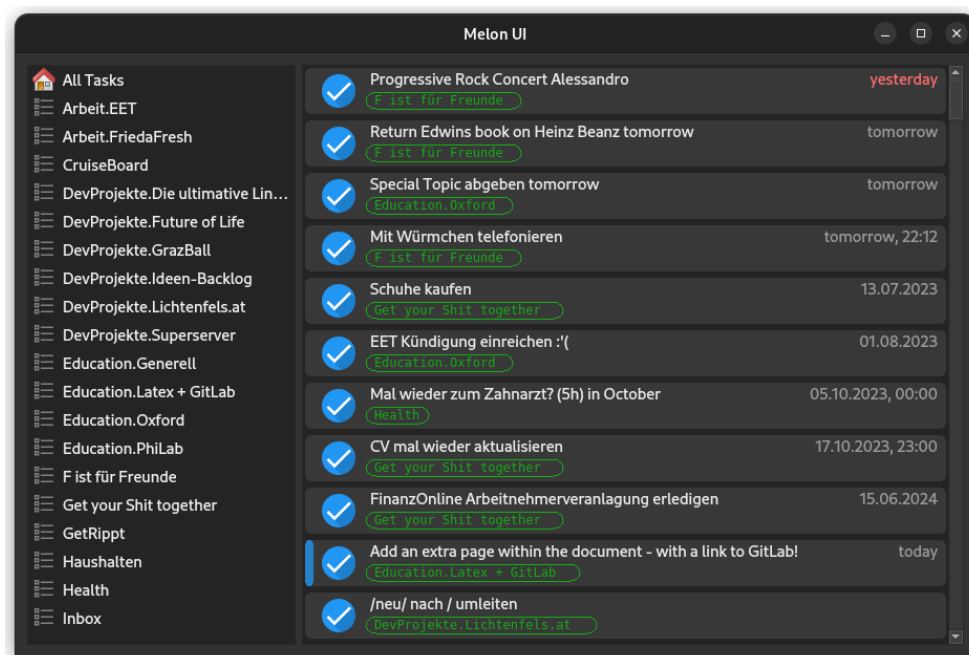 Melon UI
All Tasks
Arbeit.EET
Arbeit.FriedaFresh
CruiseBoard
DevProjekte.Die ultimative Lin...
DevProjekte.Future of Life
DevProjekte.GrazBall
DevProjekte.Ideen-Backlog
DevProjekte.Lichtenfels.at
DevProjekte.Superserver
Education.Generell
Education.Latex + GitLab
Education.Oxford
Education.PhiLab
F ist für Freunde
Get your Shit together
GetRippt
Haushalten
Health
Inbox
Progressive Rock Concert Alessandro yesterday
F ist für Freunde
Return Edwins book on Heinz Beanz tomorrow tomorrow
F ist für Freunde
Special Topic abgeben tomorrow tomorrow
Education.Oxford
Mit Würmchen telefonieren tomorrow, 22:12
F ist für Freunde
Schuhe kaufen 13.07.2023
Get your Shit together
EET Kündigung einreichen :'( 01.08.2023
Education.Oxford
Mal wieder zum Zahnarzt? (5h) in October 05.10.2023, 00:00
Health
CV mal wieder aktualisieren 17.10.2023, 23:00
Get your Shit together
FinanzOnline Arbeitnehmerveranlagung erledigen 15.06.2024
Get your Shit together
Add an extra page within the document - with a link to GitLab! today
Education.Latex + GitLab
/neu/ nach / umleiten
DevProjekte.Lichtenfels.at